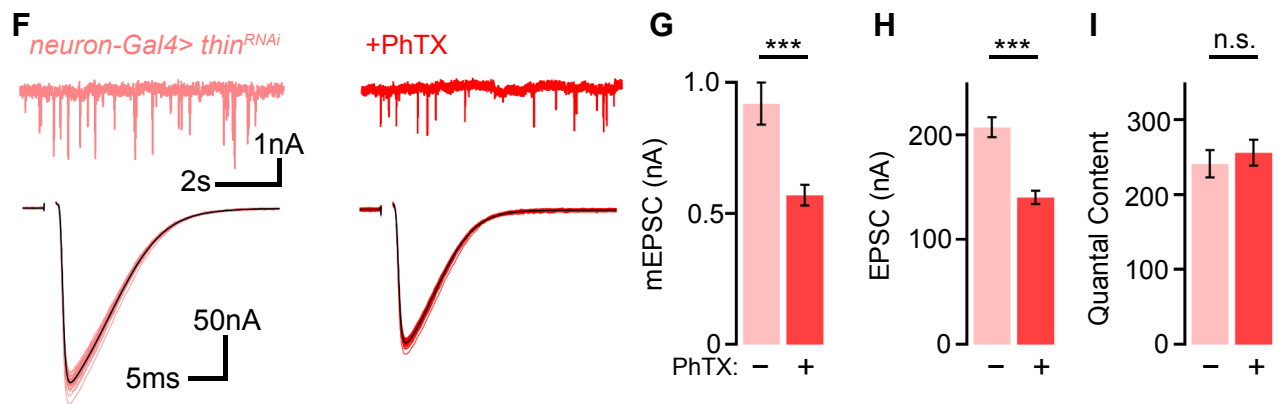 F
neuron-Gal4> thinRNAi
+PhTX
1nA
2s
50nA
5ms
G
***
mEPSC (nA)
1.0
0.5
0
PhTX: – +
H
***
EPSC (nA)
200
100
0
– +
I
n.s.
Quantal Content
300
200
100
0
– +